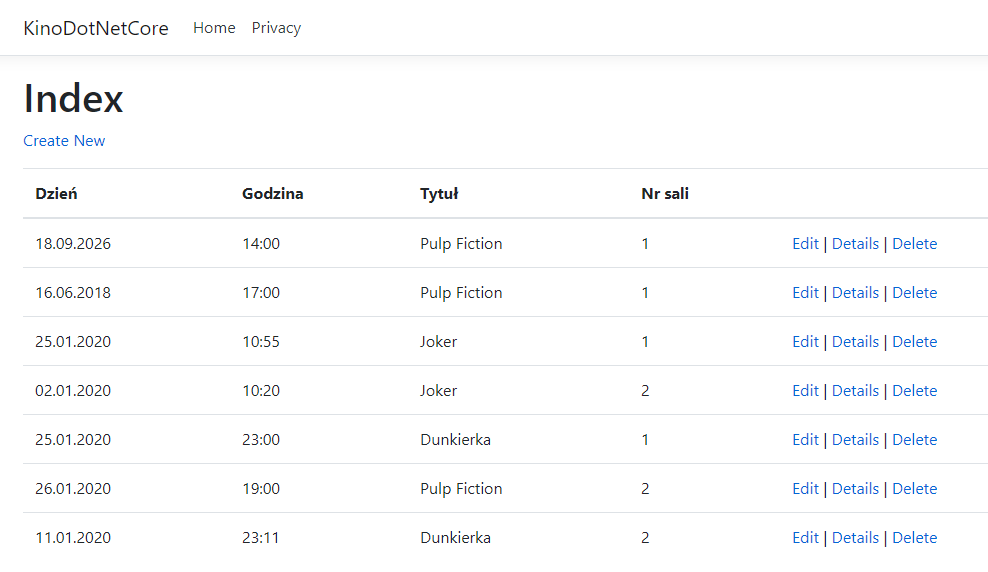 KinoDotNetCore Home Privacy
Index
Create New
Dzień Godzina Tytuł Nr sali
18.09.2026 14:00 Pulp Fiction 1 Edit | Details | Delete
16.06.2018 17:00 Pulp Fiction 1 Edit | Details | Delete
25.01.2020 10:55 Joker 1 Edit | Details | Delete
02.01.2020 10:20 Joker 2 Edit | Details | Delete
25.01.2020 23:00 Dunkierka 1 Edit | Details | Delete
26.01.2020 19:00 Pulp Fiction 2 Edit | Details | Delete
11.01.2020 23:11 Dunkierka 2 Edit | Details | Delete